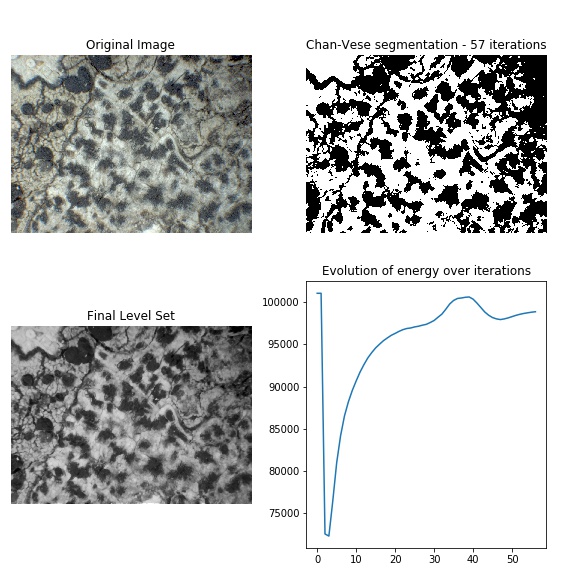 Original Image
Chan-Vese segmentation - 57 iterations
Final Level Set
Evolution of energy over iterations
100000
95000
90000
85000
80000
75000
0 10 20 30 40 50